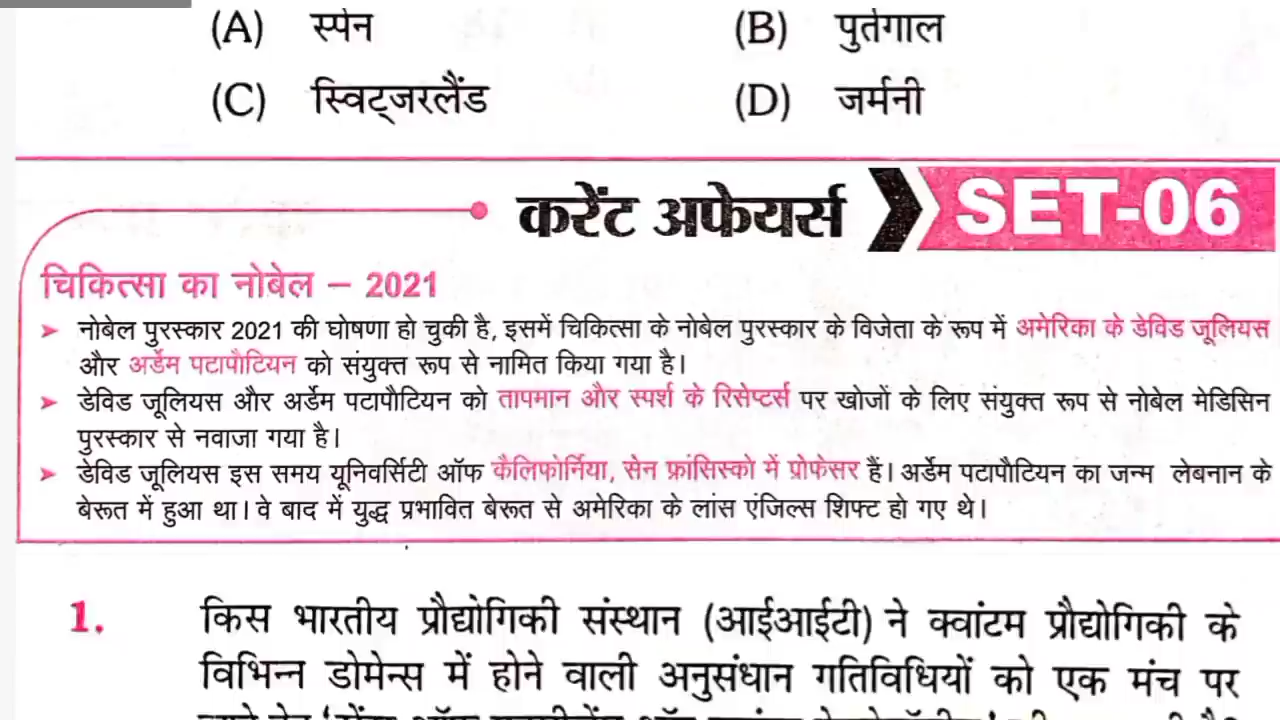 (A) स्पेन (B) पुर्तगाल
(C) स्विट्जरलैंड (D) जर्मनी
करेंट अफेयर्स SET-06
चिकित्सा का नोबेल – 2021
➤ नोबेल पुरस्कार 2021 की घोषणा हो चुकी है, इसमें चिकित्सा के नोबेल पुरस्कार के विजेता के रूप में अमेरिका के डेविड जूलियस
और अर्डेम पटापौटियन को संयुक्त रूप से नामित किया गया है।
➤ डेविड जूलियस और अर्डेम पटापौटियन को तापमान और स्पर्श के रिसेप्टर्स पर खोजों के लिए संयुक्त रूप से नोबेल मेडिसिन
पुरस्कार से नवाजा गया है।
➤ डेविड जूलियस इस समय यूनिवर्सिटी ऑफ कैलिफोर्निया, सेन फ्रांसिस्को में प्रोफेसर हैं। अर्डेम पटापौटियन का जन्म लेबनान के
बेरूत में हुआ था। वे बाद में युद्ध प्रभावित बेरूत से अमेरिका के लांस एंजिल्स शिफ्ट हो गए थे।
1. किस भारतीय प्रौद्योगिकी संस्थान (आईआईटी) ने क्वांटम प्रौद्योगिकी के
विभिन्न डोमेन्स में होने वाली अनुसंधान गतिविधियों को एक मंच पर